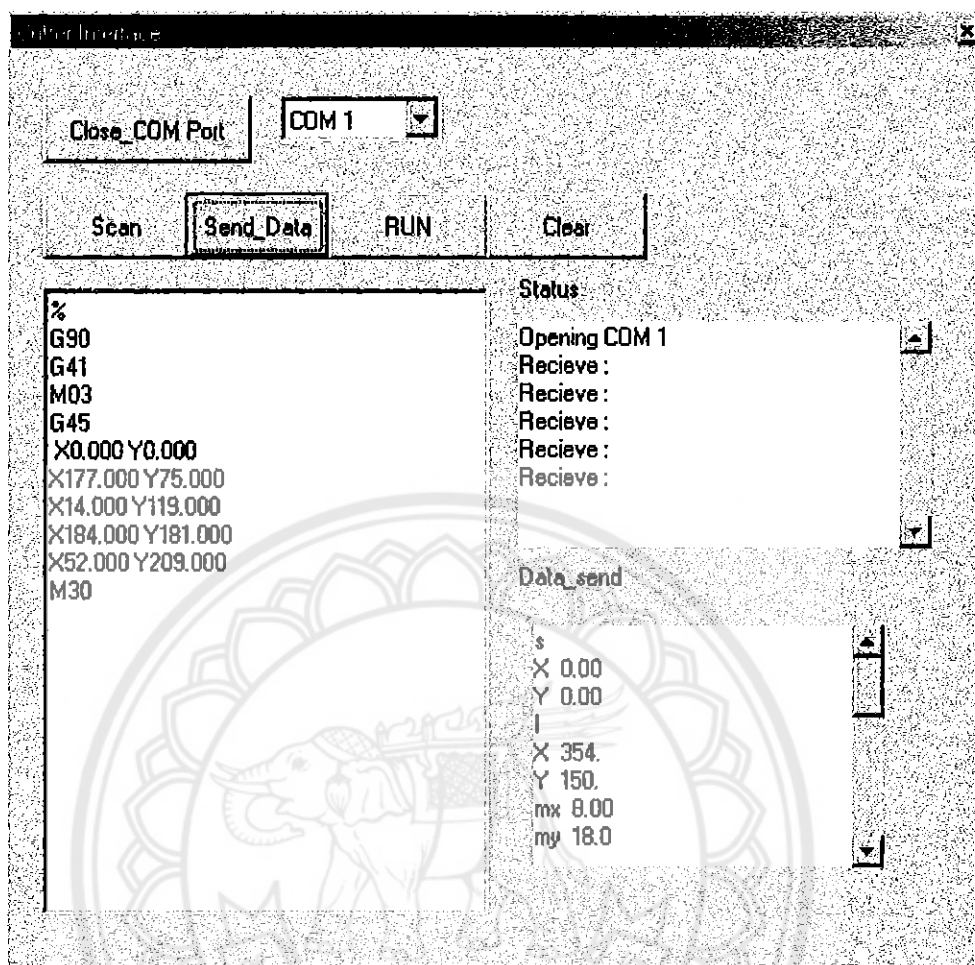 Cutter Interface
Close_COM Port
COM 1
Scan
Send_Data
RUN
Clear
%
G90
G41
M03
G45
X0.000 Y0.000
X177.000 Y75.000
X14.000 Y119.000
X184.000 Y181.000
X52.000 Y209.000
M30
Status
Opening COM 1
Recieve :
Recieve :
Recieve :
Recieve :
Recieve :
Data_send
s
X 0.00
Y 0.00
l
X 354.
Y 150.
mx 8.00
my 18.0